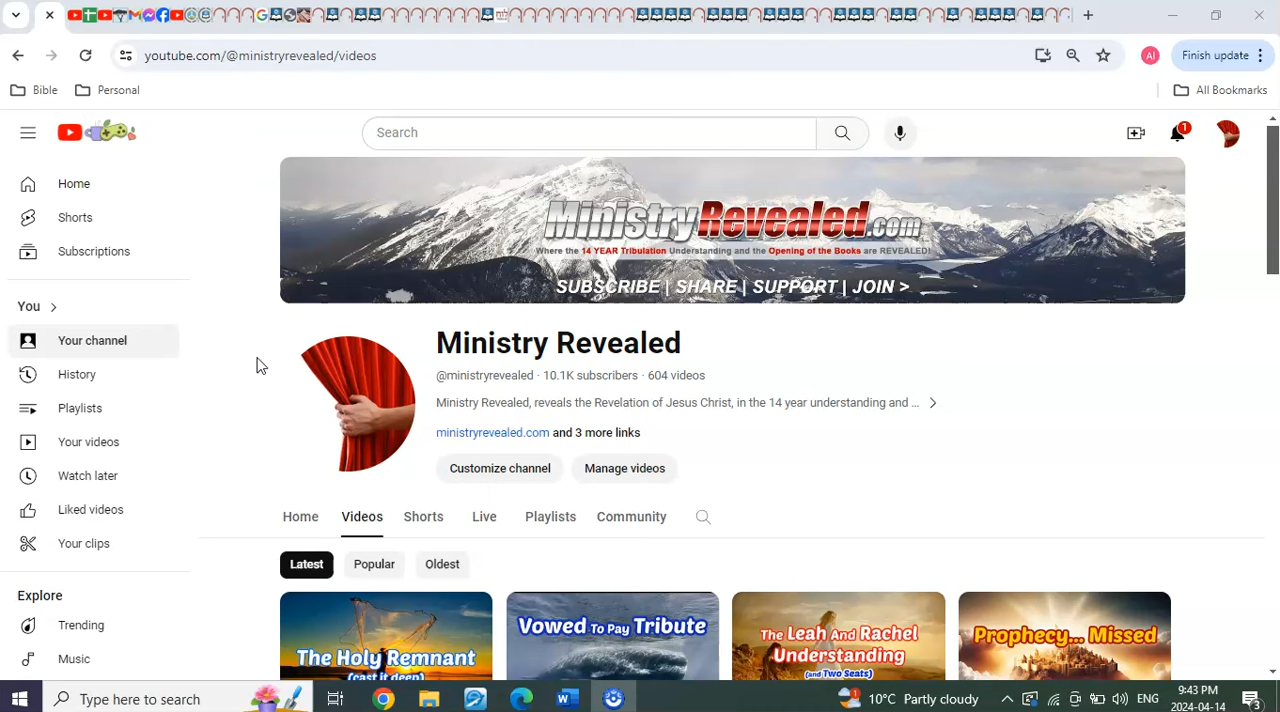 youtube.com/@ministryrevealed/videos
AI
Finish update
Bible
Personal
All Bookmarks
Search
1
Home
Shorts
Subscriptions
You
Your channel
History
Playlists
Your videos
Watch later
Liked videos
Your clips
Explore
Trending
Music
MinistryRevealed.com
Where the 14 YEAR Tribulation Understanding and the Opening of the Books are REVEALED!
SUBSCRIBE | SHARE | SUPPORT | JOIN >
Ministry Revealed
@ministryrevealed · 10.1K subscribers · 604 videos
Ministry Revealed, reveals the Revelation of Jesus Christ, in the 14 year understanding and ...
ministryrevealed.com and 3 more links
Customize channel
Manage videos
Home Videos Shorts Live Playlists Community
Latest Popular Oldest
The Holy Remnant
(cast it deep)
Vowed To Pay Tribute
The Leah And Rachel
Understanding
(and Two Seats)
Prophecy... Missed
Type here to search
10°C Partly cloudy
ENG
9:43 PM
2024-04-14
3